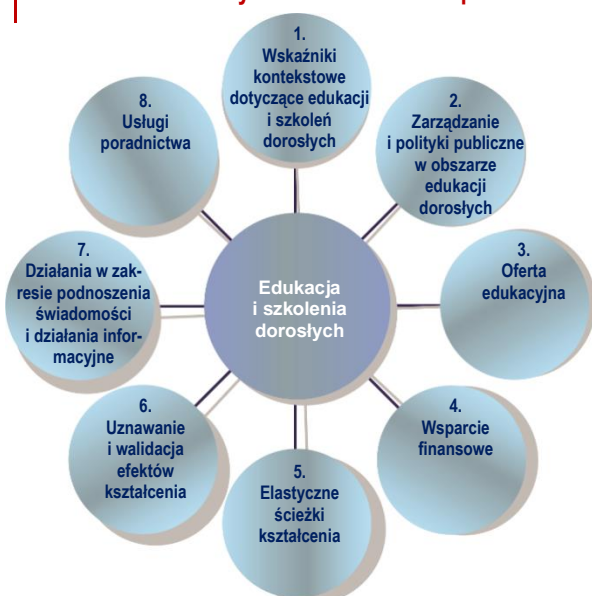 1.
Wskaźniki
kontekstowe
dotyczące edukacji
i szkoleń
dorosłych
2.
Zarządzanie
i polityki publiczne
w obszarze
edukacji
dorosłych
3.
Oferta
edukacyjna
4.
Wsparcie
finansowe
5.
Elastyczne
ścieżki
kształcenia
6.
Uznawanie
i walidacja
efektów
kształcenia
7.
Działania w zak-
resie podnoszenia
świadomości
i działania infor-
macyjne
8.
Usługi
poradnictwa
Edukacja
i szkolenia
dorosłych